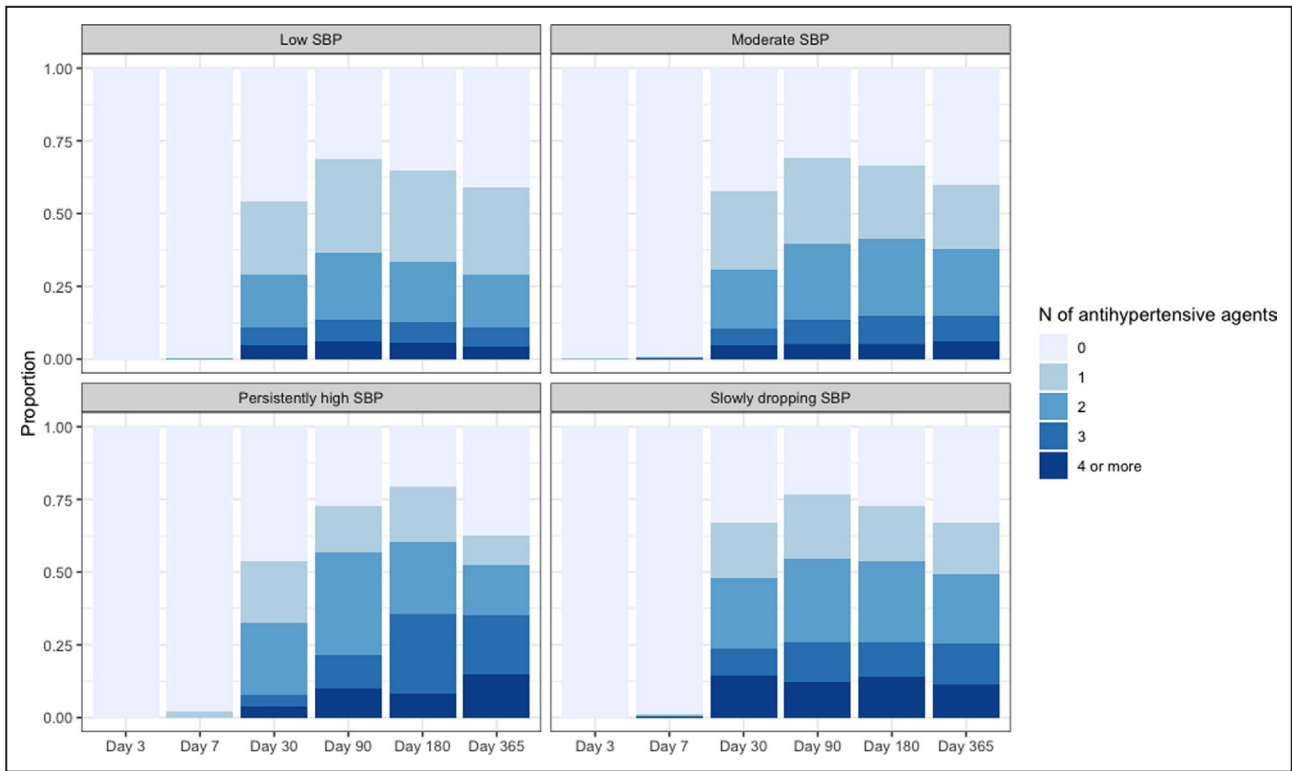 Low SBP
Moderate SBP
1.00
0.75
0.50
0.25
0.00
Proportion
Persistently high SBP
Slowly dropping SBP
1.00
0.75
0.50
0.25
0.00
Day 3 Day 7 Day 30 Day 90 Day 180 Day 365
Day 3 Day 7 Day 30 Day 90 Day 180 Day 365
N of antihypertensive agents
0
1
2
3
4 or more